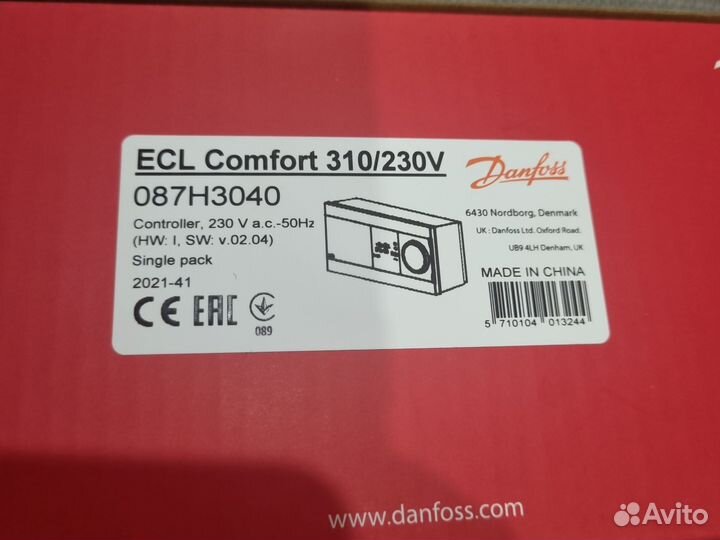 ECL Comfort 310/230V
087H3040
Controller, 230 V a.c.-50Hz
(HW: I, SW: v.02.04)
Single pack
2021-41
CE EAC
089
Danfoss
6430 Nordborg, Denmark
UK : Danfoss Ltd. Oxford Road.
UB9 4LH Denham, UK
MADE IN CHINA
5 710104 013244
www.danfoss.com
Avito